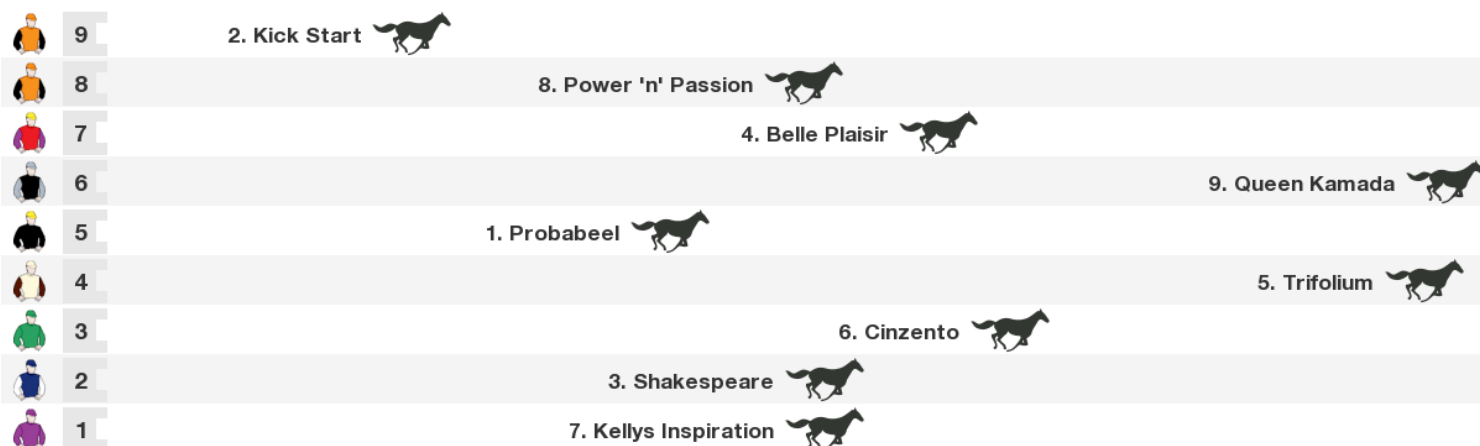 9 2. Kick Start
8 8. Power 'n' Passion
7 4. Belle Plaisir
6 9. Queen Kamada
5 1. Probabeel
4 5. Trifolium
3 6. Cinzento
2 3. Shakespeare
1 7. Kellys Inspiration